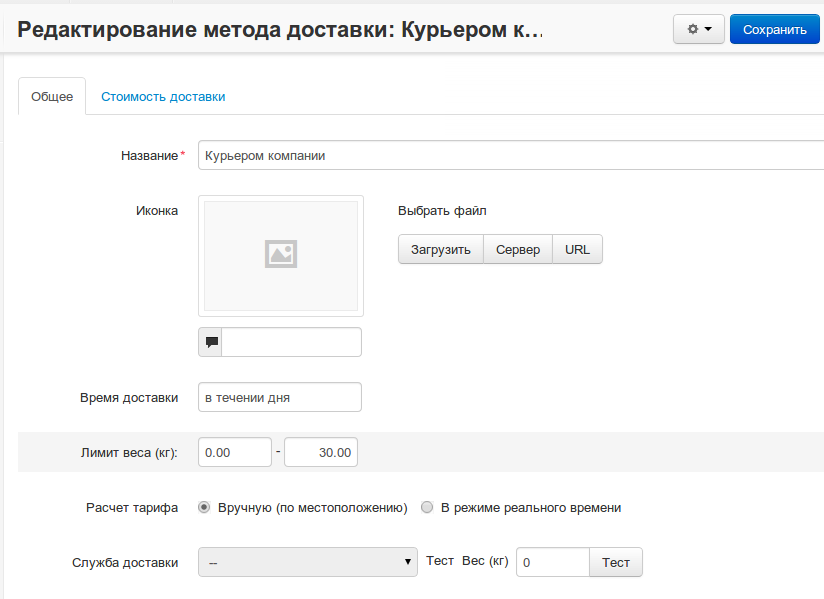 Редактирование метода доставки: Курьером к...
Сохранить
Общее
Стоимость доставки
Название*
Курьером компании
Иконка
Выбрать файл
Загрузить
Сервер
URL
Время доставки
в течении дня
Лимит веса (кг):
0.00
-
30.00
Расчет тарифа
Вручную (по местоположению)
В режиме реального времени
Служба доставки
--
Тест
Вес (кг)
0
Тест